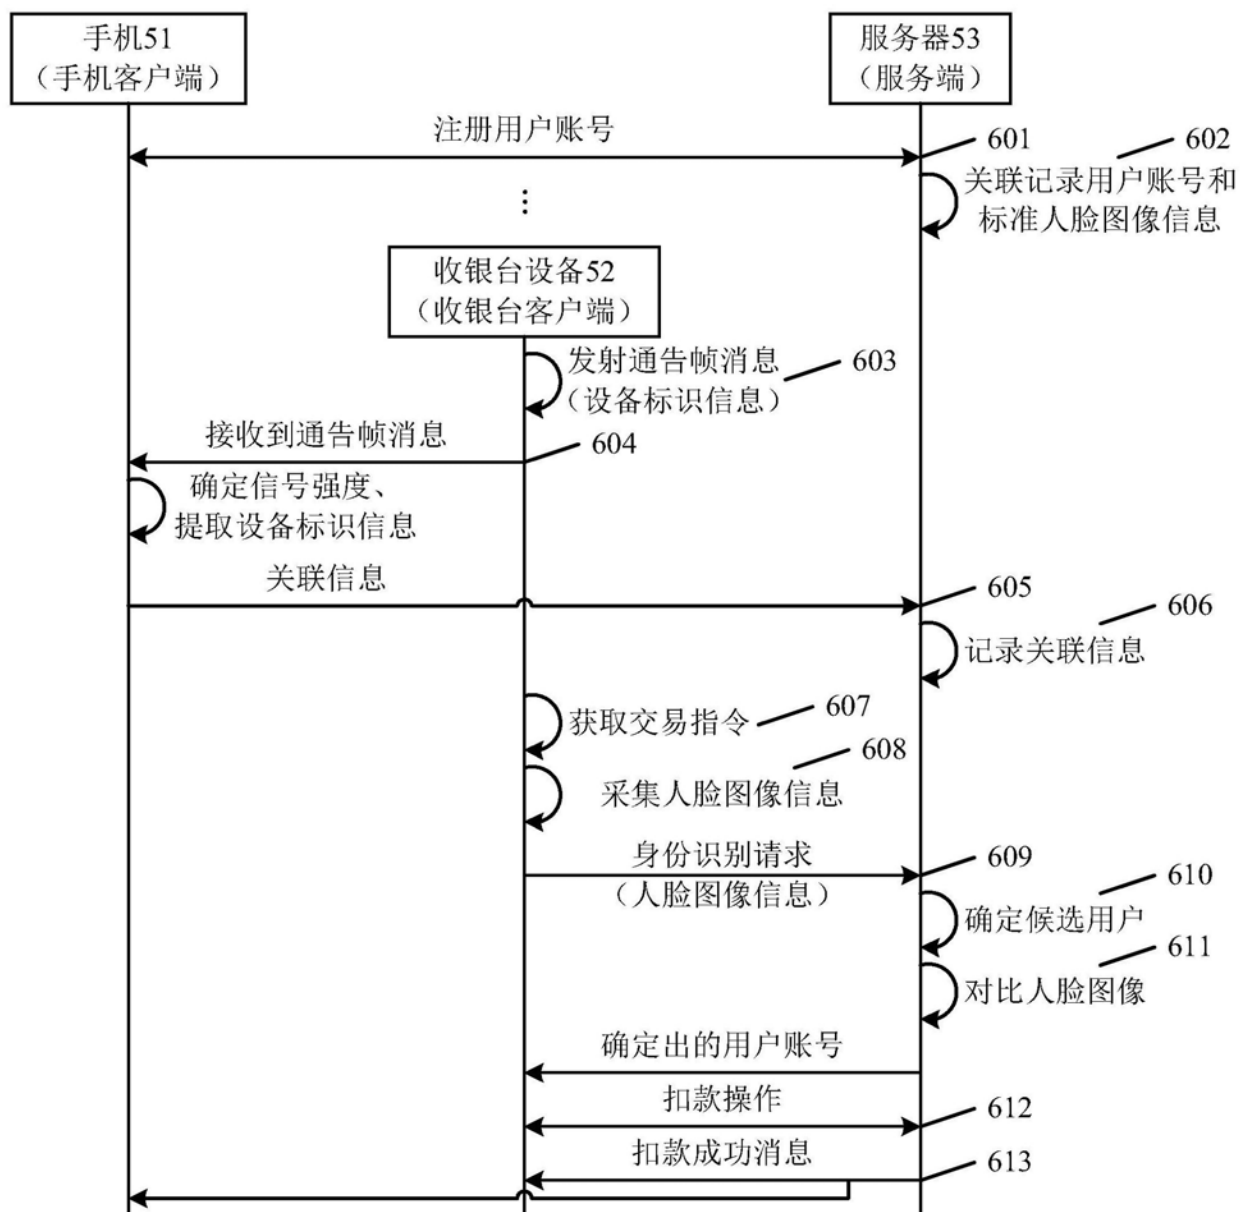 手机51
（手机客户端）
服务器53
（服务端）
注册用户账号
601
602
关联记录用户账号和
标准人脸图像信息
收银台设备52
（收银台客户端）
发射通告帧消息
（设备标识信息）
603
接收到通告帧消息
604
确定信号强度、
提取设备标识信息
关联信息
605
606
记录关联信息
获取交易指令
607
608
采集人脸图像信息
身份识别请求
（人脸图像信息）
609
610
确定候选用户
611
对比人脸图像
确定出的用户账号
扣款操作
612
扣款成功消息
613